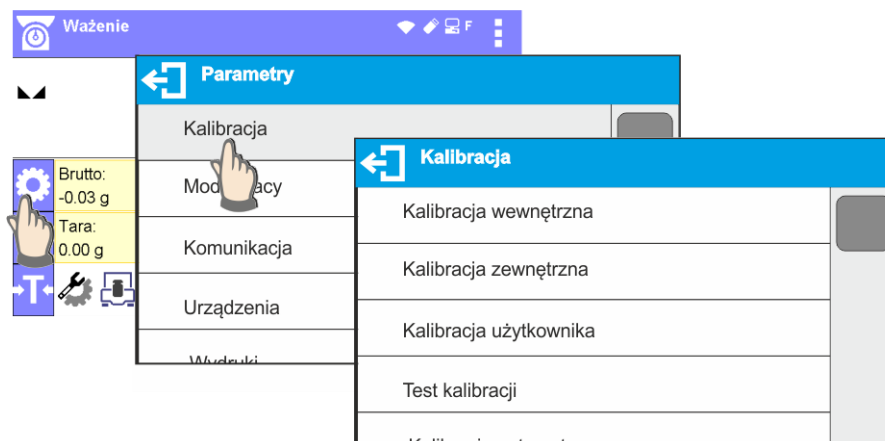 Ważenie
F
Parametry
Kalibracja
Kalibracja
Brutto:
-0.03 g
Kalibracja wewnętrzna
Tara:
0.00 g
Komunikacja
Kalibracja zewnętrzna
T
Urządzenia
Kalibracja użytkownika
Wydruki
Test kalibracji